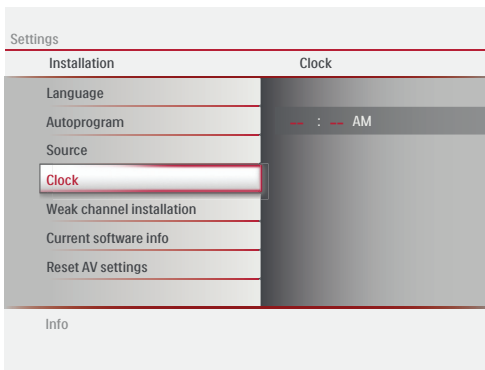 Settings
Installation
Clock
Language
Autoprogram
-- : -- AM
Source
Clock
Weak channel installation
Current software info
Reset AV settings
Info